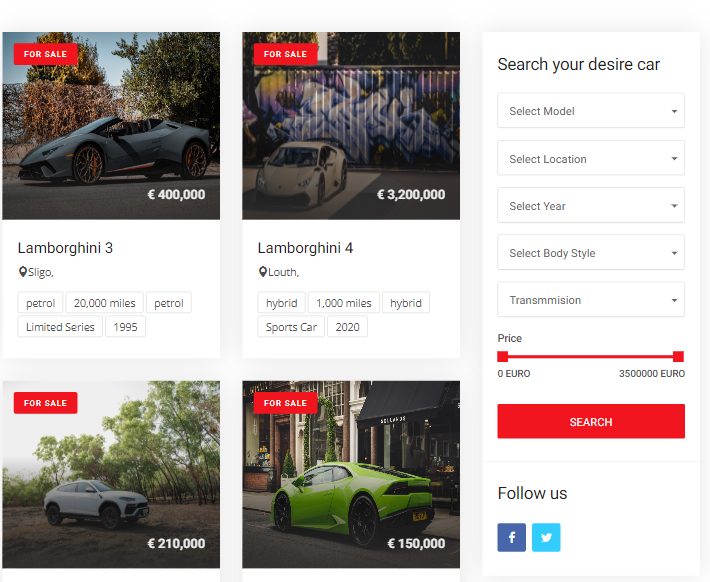 FOR SALE
€ 400,000
Lamborghini 3
Sligo,
petrol
20,000 miles
petrol
Limited Series
1995
FOR SALE
€ 3,200,000
Lamborghini 4
Louth,
hybrid
1,000 miles
hybrid
Sports Car
2020
FOR SALE
€ 210,000
FOR SALE
€ 150,000
Search your desire car
Select Model
Select Location
Select Year
Select Body Style
Transmmision
Price
0 EURO
3500000 EURO
SEARCH
Follow us